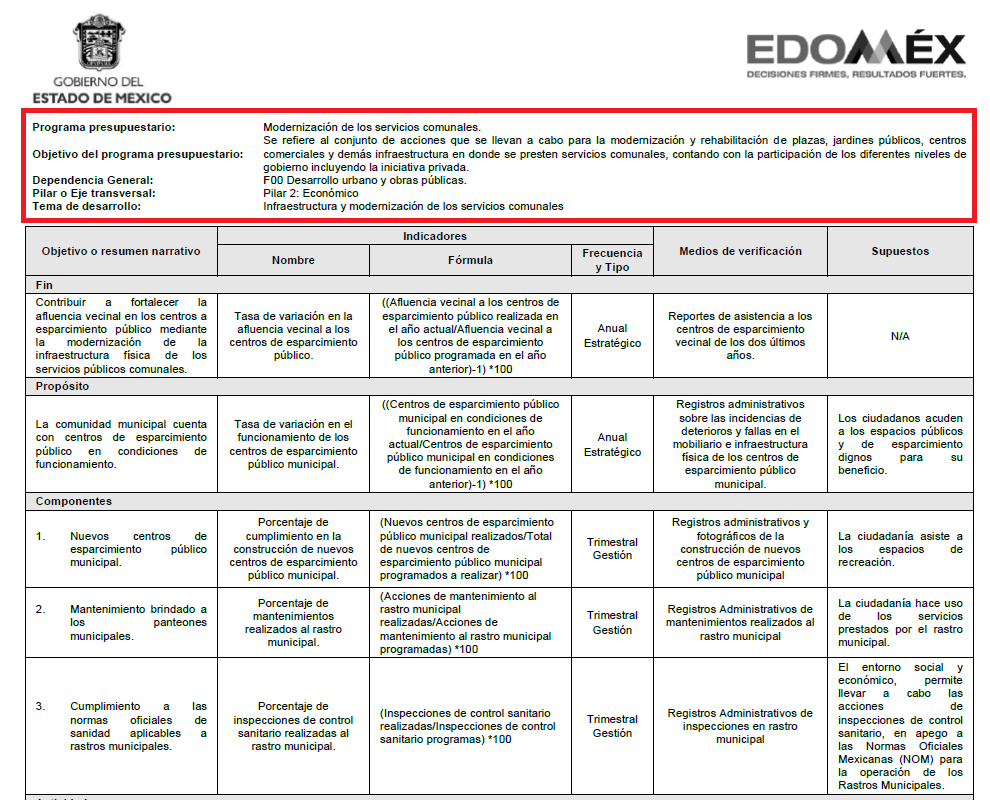 GOBIERNO DEL
ESTADO DE MÉXICO
EDOMÉX
DECISIONES FIRMES, RESULTADOS FUERTES.
Programa presupuestario: Modernización de los servicios comunales.
Objetivo del programa presupuestario: Se refiere al conjunto de acciones que se llevan a cabo para la modernización y rehabilitación de plazas, jardines públicos, centros
comerciales y demás infraestructura en donde se presten servicios comunales, contando con la participación de los diferentes niveles de
gobierno incluyendo la iniciativa privada.
Dependencia General: F00 Desarrollo urbano y obras públicas.
Pilar o Eje transversal: Pilar 2: Económico
Tema de desarrollo: Infraestructura y modernización de los servicios comunales
Objetivo o resumen narrativo
Indicadores
Nombre
Fórmula
Frecuencia
y Tipo
Medios de verificación
Supuestos
Fin
Contribuir a fortalecer la
afluencia vecinal en los centros a
esparcimiento público mediante
la modernización de la
infraestructura física de los
servicios públicos comunales.
Tasa de variación en la
afluencia vecinal a los
centros de esparcimiento
público.
((Afluencia vecinal a los centros de
esparcimiento público realizada en
el año actual/Afluencia vecinal a
los centros de esparcimiento
público programada en el año
anterior)-1) *100
Anual
Estratégico
Reportes de asistencia a los
centros de esparcimiento
vecinal de los dos últimos
años.
N/A
Propósito
La comunidad municipal cuenta
con centros de esparcimiento
público en condiciones de
funcionamiento.
Tasa de variación en el
funcionamiento de los
centros de esparcimiento
público municipal.
((Centros de esparcimiento público
municipal en condiciones de
funcionamiento en el año
actual/Centros de esparcimiento
público municipal en condiciones
de funcionamiento en el año
anterior)-1) *100
Anual
Estratégico
Registros administrativos
sobre las incidencias de
deterioros y fallas en el
mobiliario e infraestructura
física de los centros de
esparcimiento público
municipal.
Los ciudadanos acuden
a los espacios públicos
y de esparcimiento
dignos para su
beneficio.
Componentes
1. Nuevos centros de
esparcimiento público
municipal.
Porcentaje de
cumplimiento en la
construcción de nuevos
centros de esparcimiento
público municipal.
(Nuevos centros de esparcimiento
público municipal realizados/Total
de nuevos centros de
esparcimiento público municipal
programados a realizar) *100
Trimestral
Gestión
Registros administrativos y
fotográficos de la
construcción de nuevos
centros de esparcimiento
público municipal
La ciudadanía asiste a
los espacios de
recreación.
2. Mantenimiento brindado a
los panteones
municipales.
Porcentaje de
mantenimientos
realizados al rastro
municipal.
(Acciones de mantenimiento al
rastro municipal
realizadas/Acciones de
mantenimiento al rastro municipal
programadas) *100
Trimestral
Gestión
Registros Administrativos de
mantenimientos realizados al
rastro municipal
La ciudadanía hace uso
de los servicios
prestados por el rastro
municipal.
3. Cumplimiento a las
normas oficiales de
sanidad aplicables a
rastros municipales.
Porcentaje de
inspecciones de control
sanitario realizadas al
rastro municipal.
(Inspecciones de control sanitario
realizadas/Inspecciones de control
sanitario programas) *100
Trimestral
Gestión
Registros Administrativos de
inspecciones en rastro
municipal
El entorno social y
económico, permite
llevar a cabo las
acciones de
inspecciones de control
sanitario, en apego a
las Normas Oficiales
Mexicanas (NOM) para
la operación de los
Rastros Municipales.